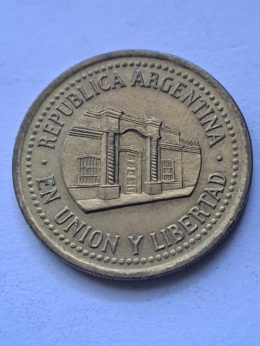 REPUBLICA ARGENTINA
EN UNION Y LIBERTAD